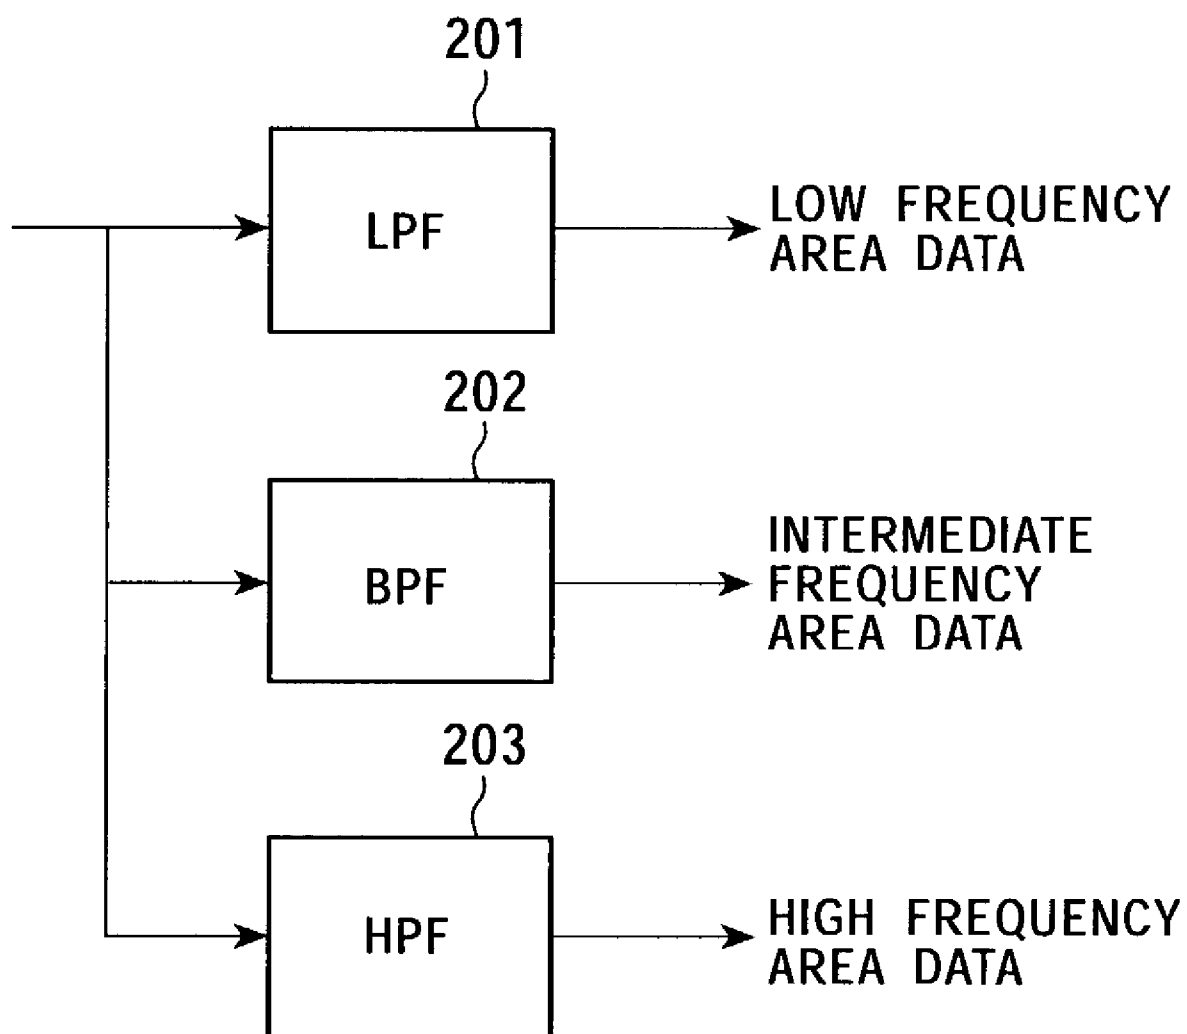 201
LPF
LOW FREQUENCY
AREA DATA
202
BPF
INTERMEDIATE
FREQUENCY
AREA DATA
203
HPF
HIGH FREQUENCY
AREA DATA